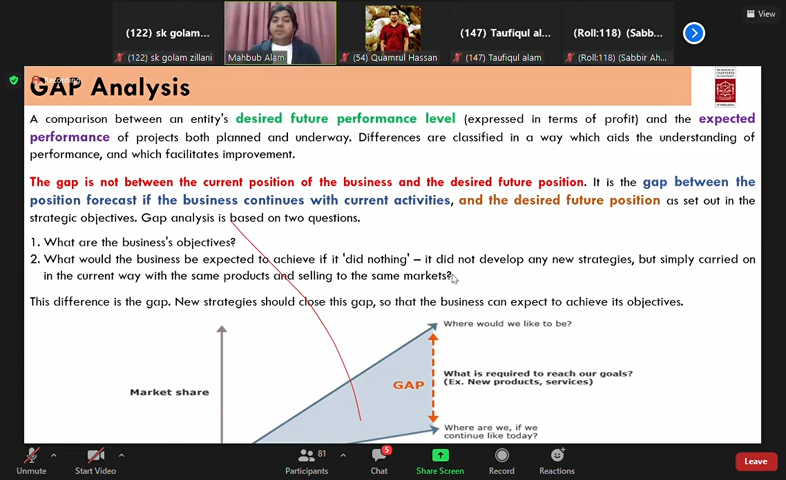 (122) sk golam...
(147) Taufiqul al...
(Roll:118) (Sabb...
View
(122) sk golam zillani
Mahbub Alam
(54) Quamrul Hassan
(147) Taufiqul alam
(Roll:118) (Sabbir Ah...
Recording
GAP Analysis
A comparison between an entity's desired future performance level (expressed in terms of profit) and the expected
performance of projects both planned and underway. Differences are classified in a way which aids the understanding of
performance, and which facilitates improvement.
The gap is not between the current position of the business and the desired future position. It is the gap between the
position forecast if the business continues with current activities, and the desired future position as set out in the
strategic objectives. Gap analysis is based on two questions.
1. What are the business's objectives?
2. What would the business be expected to achieve if it 'did nothing' – it did not develop any new strategies, but simply carried on
in the current way with the same products and selling to the same markets?
This difference is the gap. New strategies should close this gap, so that the business can expect to achieve its objectives.
Where would we like to be?
What is required to reach our goals?
(Ex. New products, services)
Market share
GAP
Where are we, if we
continue like today?
Unmute
Start Video
81
Participants
5
Chat
Share Screen
Record
Reactions
Leave